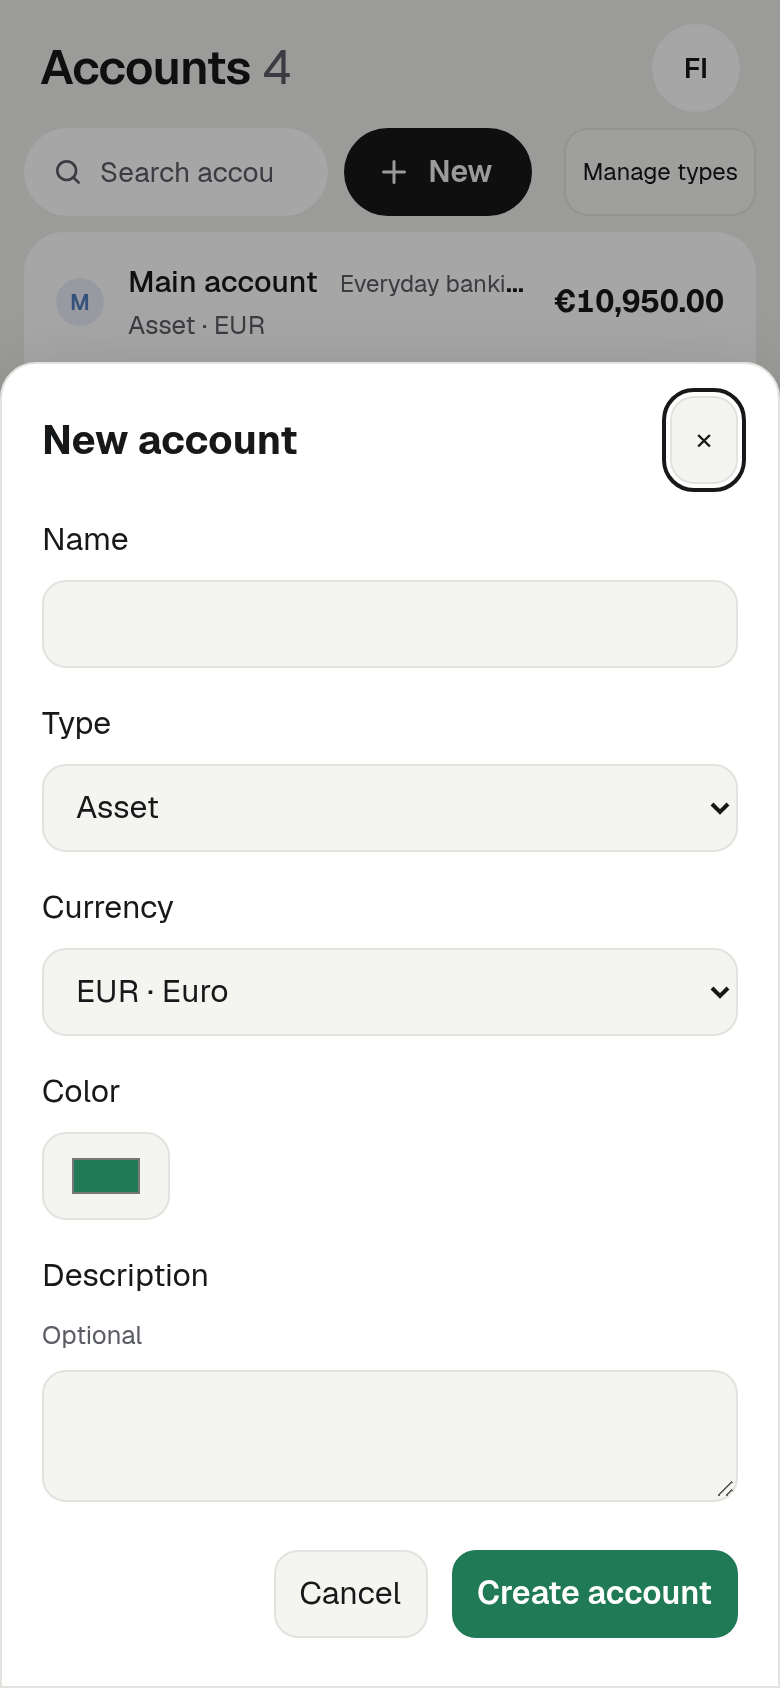 Accounts 4
FI
Search accou
New
Manage types
M
Main account Everyday banki...
€10,950.00
Asset · EUR
New account
×
Name
Type
Asset
Currency
EUR · Euro
Color
Description
Optional
Cancel
Create account